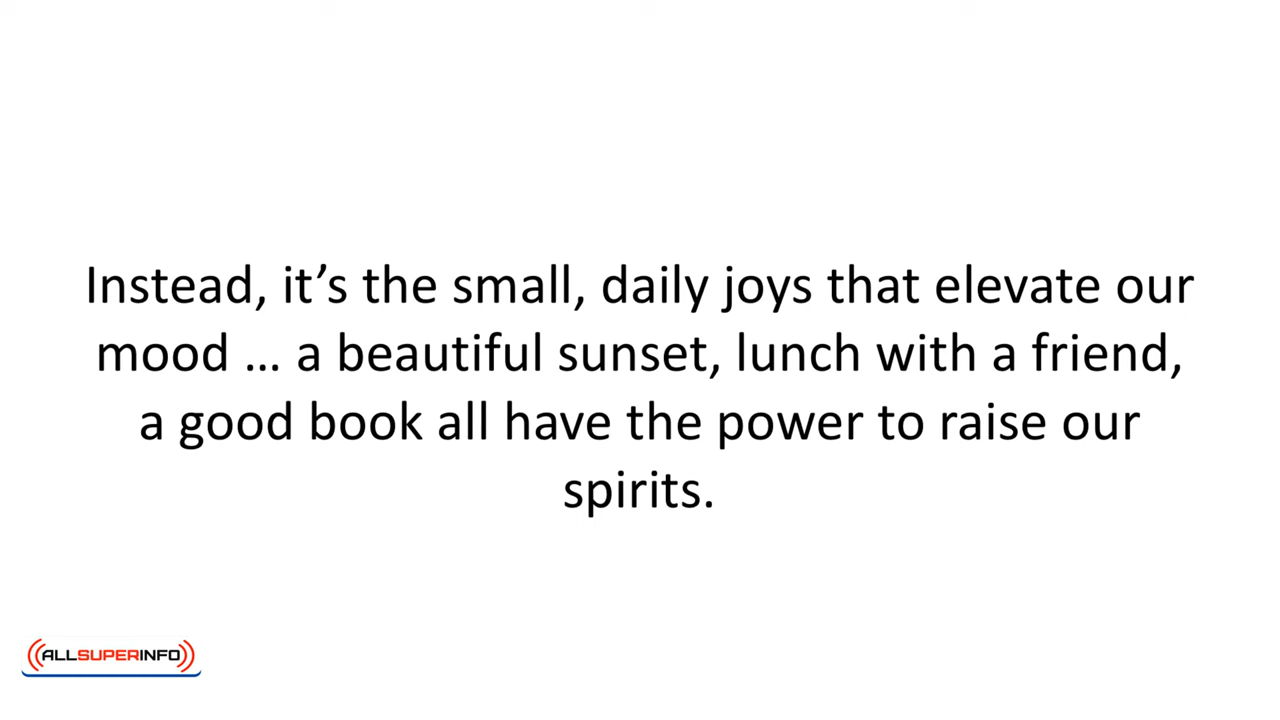 Instead, it’s the small, daily joys that elevate our
mood … a beautiful sunset, lunch with a friend,
a good book all have the power to raise our
spirits.
ALLSUPERINFO